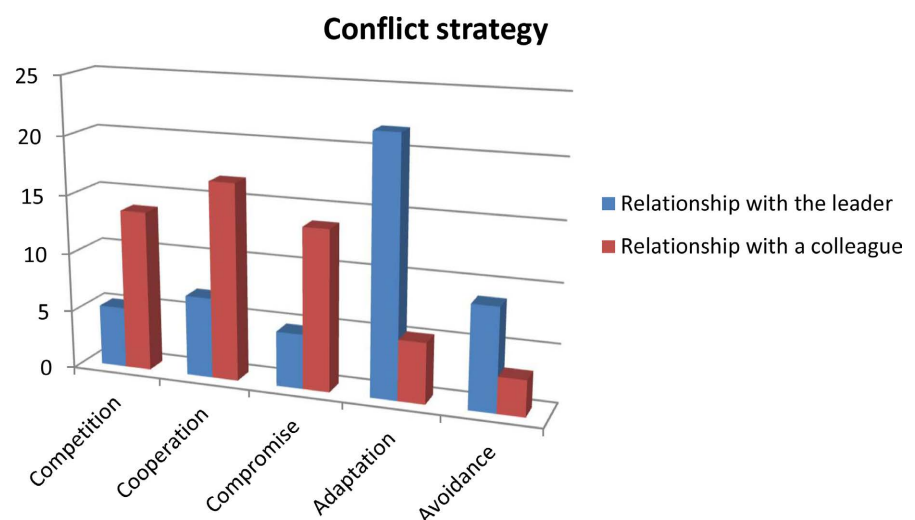 Conflict strategy
25
20
15
10
5
0
Competition
Cooperation
Compromise
Adaptation
Avoidance
Relationship with the leader
Relationship with a colleague